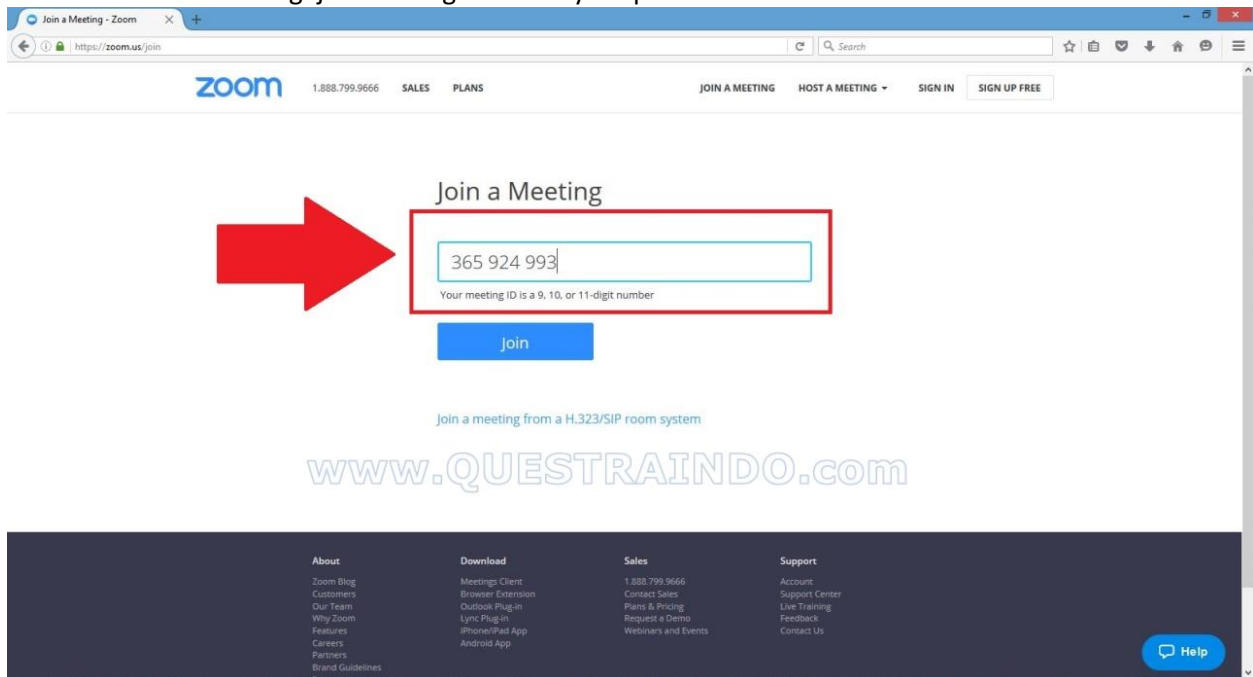 Join a Meeting - Zoom
https://zoom.us/join
Search
zoom 1.888.799.9666 SALES PLANS JOIN A MEETING HOST A MEETING SIGN IN SIGN UP FREE
Join a Meeting
365 924 993
Your meeting ID is a 9, 10, or 11-digit number
Join
Join a meeting from a H.323/SIP room system
www.QUESTRAINDO.com
About
Zoom Blog
Customers
Our Team
Why Zoom
Features
Careers
Partners
Brand Guidelines
Download
Meetings Client
Browser Extension
Outlook Plug-in
Lync Plug-in
iPhone/iPad App
Android App
Sales
1.888.799.9666
Contact Sales
Plans & Pricing
Request a Demo
Webinars and Events
Support
Account
Support Center
Live Training
Feedback
Contact Us
Help